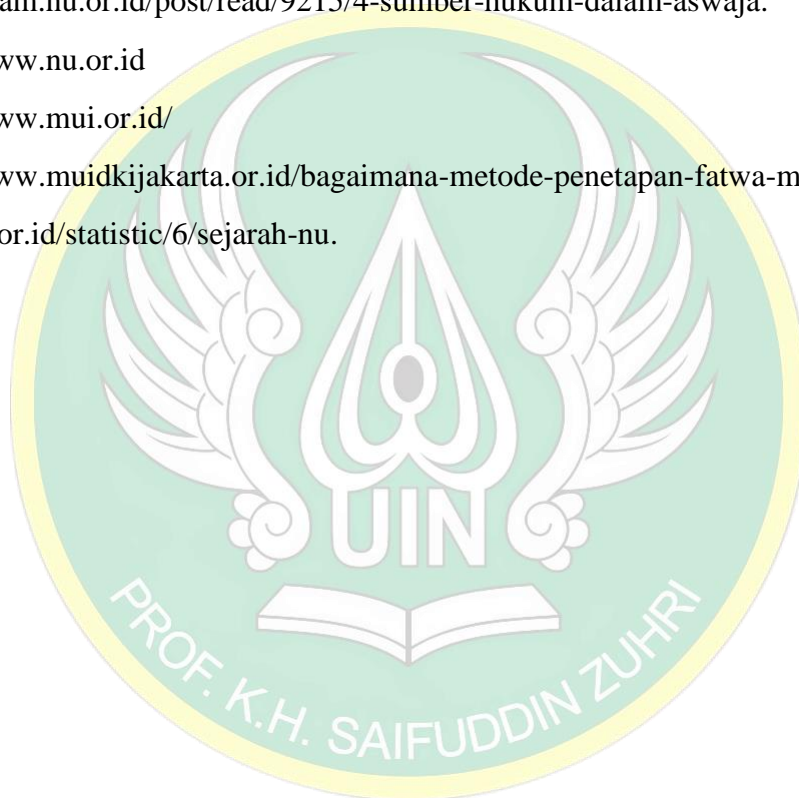 am.nu.or.id/post/read/9215/4-sumber-hukum-dalam-aswaja.
ww.nu.or.id
ww.mui.or.id/
ww.muidkijakarta.or.id/bagaimana-metode-penetapan-fatwa-m
or.id/statistic/6/sejarah-nu.
UIN
PROF. K.H. SAIFUDDIN ZUHRI